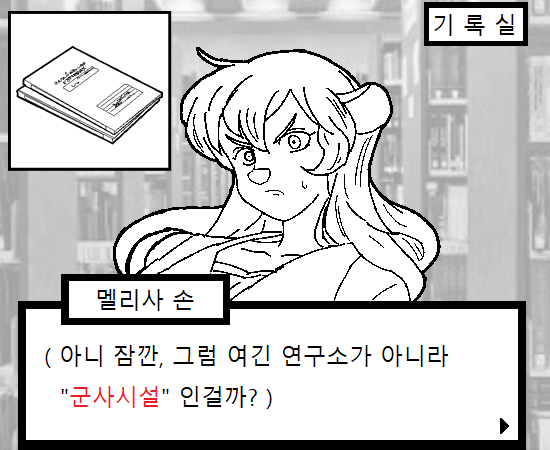 기 록 실
멜리사 손
( 아니 잠깐, 그럼 여긴 연구소가 아니라
"군사시설" 인걸까? )